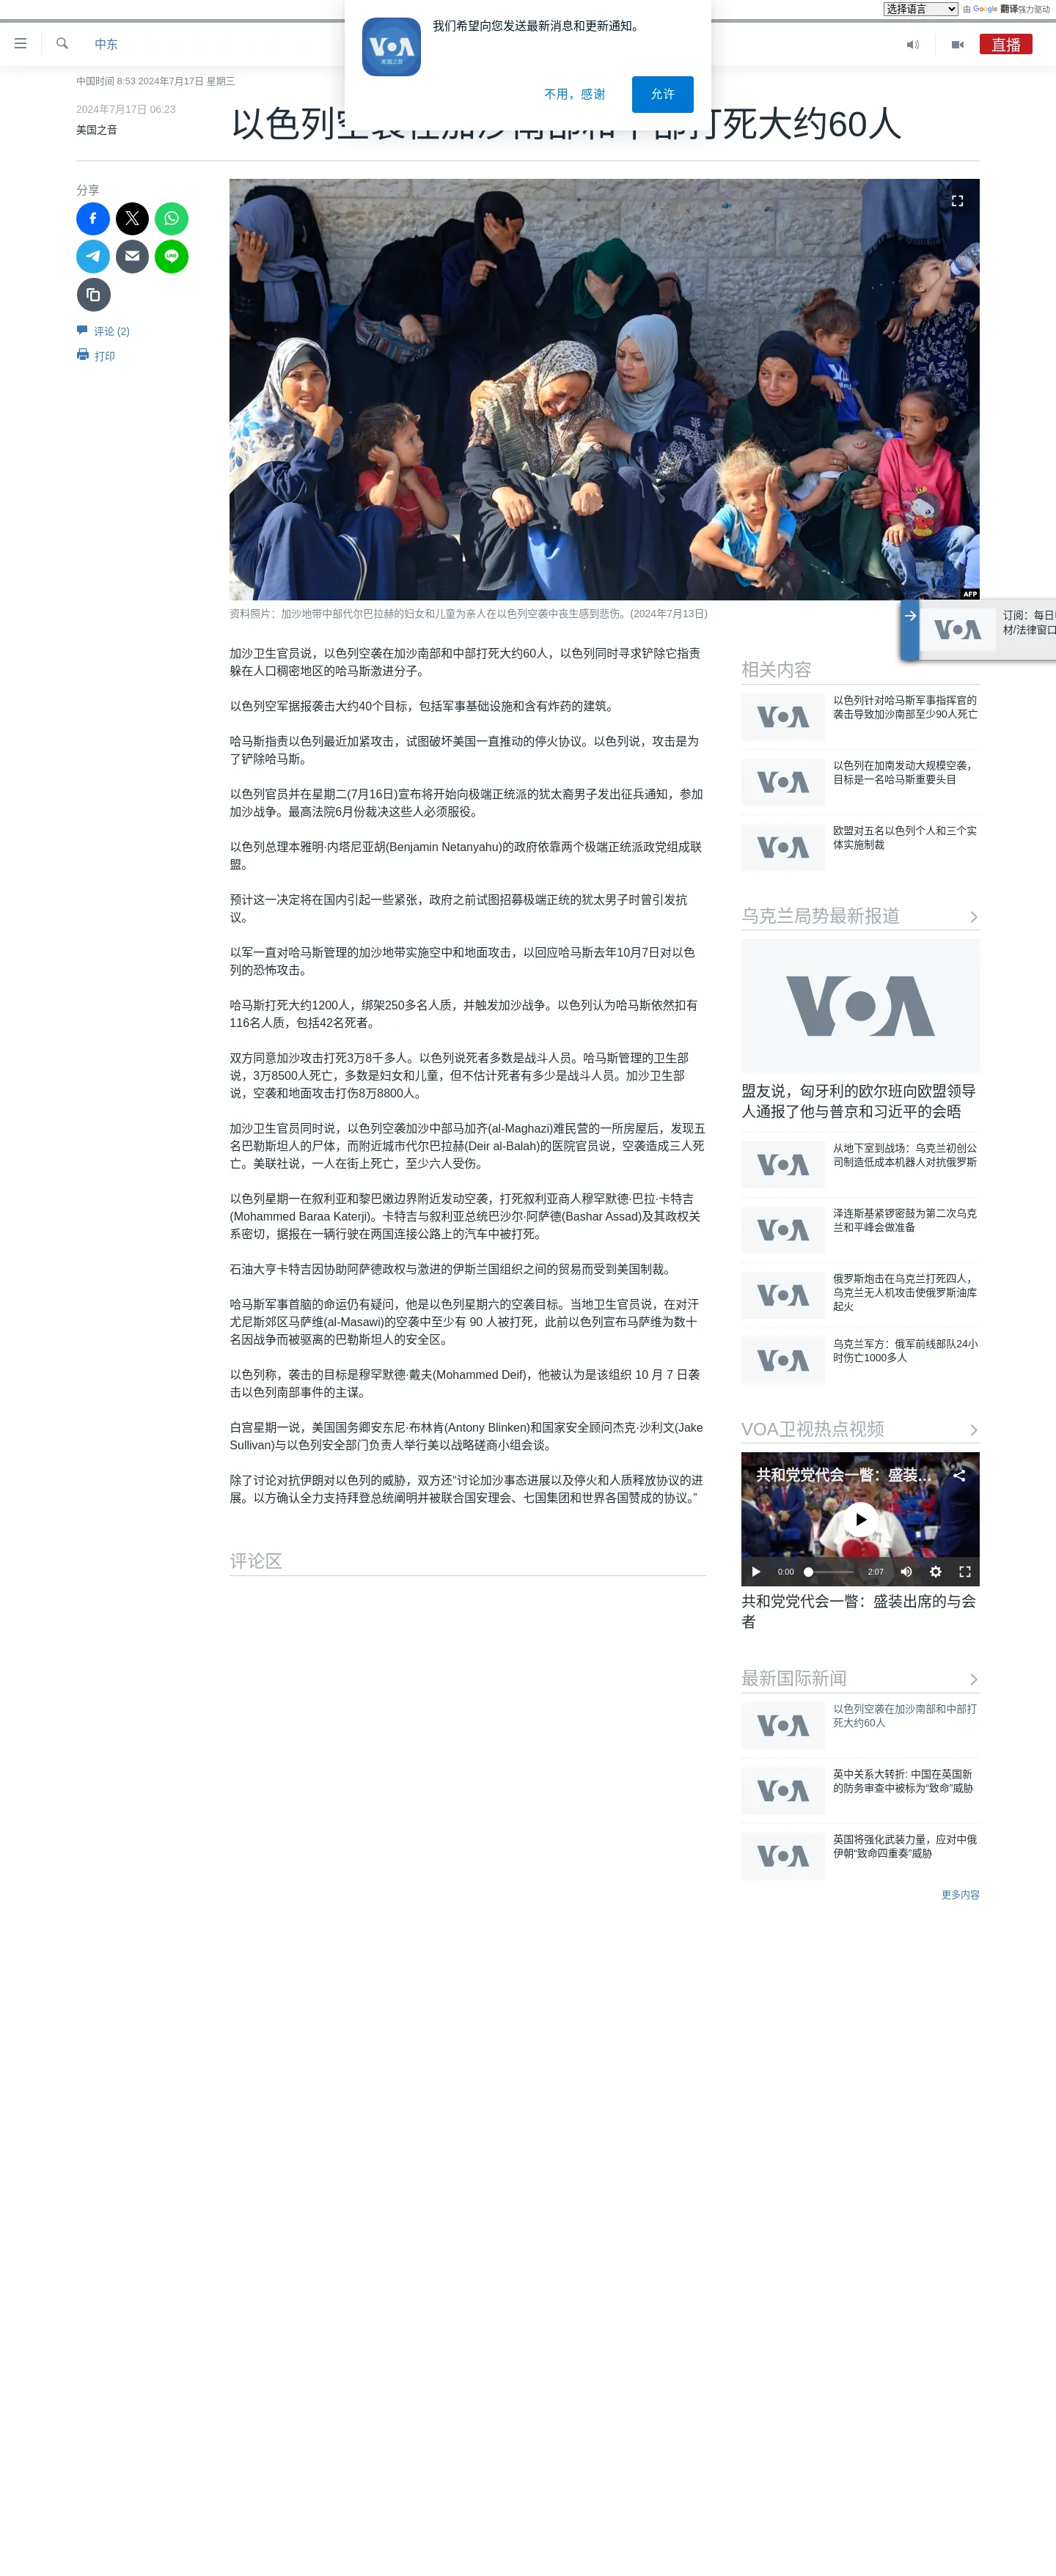 选择语言 由 Google 翻译强力驱动
VOA
美国之音
我们希望向您发送最新消息和更新通知。
不用，感谢
允许
中东
直播
中国时间 8:53 2024年7月17日 星期三
2024年7月17日 06:23
美国之音
以色列空袭在加沙南部和中部打死大约60人
分享
评论 (2)
打印
AFP
资料照片：加沙地带中部代尔巴拉赫的妇女和儿童为亲人在以色列空袭中丧生感到悲伤。(2024年7月13日)
VOA
订阅：每日
材/法律窗口
加沙卫生官员说，以色列空袭在加沙南部和中部打死大约60人，以色列同时寻求铲除它指责
躲在人口稠密地区的哈马斯激进分子。
以色列空军据报袭击大约40个目标，包括军事基础设施和含有炸药的建筑。
哈马斯指责以色列最近加紧攻击，试图破坏美国一直推动的停火协议。以色列说，攻击是为
了铲除哈马斯。
以色列官员并在星期二(7月16日)宣布将开始向极端正统派的犹太裔男子发出征兵通知，参加
加沙战争。最高法院6月份裁决这些人必须服役。
以色列总理本雅明·内塔尼亚胡(Benjamin Netanyahu)的政府依靠两个极端正统派政党组成联
盟。
预计这一决定将在国内引起一些紧张，政府之前试图招募极端正统的犹太男子时曾引发抗
议。
以军一直对哈马斯管理的加沙地带实施空中和地面攻击，以回应哈马斯去年10月7日对以色
列的恐怖攻击。
哈马斯打死大约1200人，绑架250多名人质，并触发加沙战争。以色列认为哈马斯依然扣有
116名人质，包括42名死者。
双方同意加沙攻击打死3万8千多人。以色列说死者多数是战斗人员。哈马斯管理的卫生部
说，3万8500人死亡，多数是妇女和儿童，但不估计死者有多少是战斗人员。加沙卫生部
说，空袭和地面攻击打伤8万8800人。
加沙卫生官员同时说，以色列空袭加沙中部马加齐(al-Maghazi)难民营的一所房屋后，发现五
名巴勒斯坦人的尸体，而附近城市代尔巴拉赫(Deir al-Balah)的医院官员说，空袭造成三人死
亡。美联社说，一人在街上死亡，至少六人受伤。
以色列星期一在叙利亚和黎巴嫩边界附近发动空袭，打死叙利亚商人穆罕默德·巴拉·卡特吉
(Mohammed Baraa Katerji)。卡特吉与叙利亚总统巴沙尔·阿萨德(Bashar Assad)及其政权关
系密切，据报在一辆行驶在两国连接公路上的汽车中被打死。
石油大亨卡特吉因协助阿萨德政权与激进的伊斯兰国组织之间的贸易而受到美国制裁。
哈马斯军事首脑的命运仍有疑问，他是以色列星期六的空袭目标。当地卫生官员说，在对汗
尤尼斯郊区马萨维(al-Masawi)的空袭中至少有 90 人被打死，此前以色列宣布马萨维为数十
名因战争而被驱离的巴勒斯坦人的安全区。
以色列称，袭击的目标是穆罕默德·戴夫(Mohammed Deif)，他被认为是该组织 10 月 7 日袭
击以色列南部事件的主谋。
白宫星期一说，美国国务卿安东尼·布林肯(Antony Blinken)和国家安全顾问杰克·沙利文(Jake
Sullivan)与以色列安全部门负责人举行美以战略磋商小组会谈。
除了讨论对抗伊朗对以色列的威胁，双方还“讨论加沙事态进展以及停火和人质释放协议的进
展。以方确认全力支持拜登总统阐明并被联合国安理会、七国集团和世界各国赞成的协议。”
评论区
相关内容
VOA
以色列针对哈马斯军事指挥官的
袭击导致加沙南部至少90人死亡
VOA
以色列在加南发动大规模空袭，
目标是一名哈马斯重要头目
VOA
欧盟对五名以色列个人和三个实
体实施制裁
乌克兰局势最新报道
VOA
盟友说，匈牙利的欧尔班向欧盟领导
人通报了他与普京和习近平的会晤
VOA
从地下室到战场：乌克兰初创公
司制造低成本机器人对抗俄罗斯
VOA
泽连斯基紧锣密鼓为第二次乌克
兰和平峰会做准备
VOA
俄罗斯炮击在乌克兰打死四人，
乌克兰无人机攻击使俄罗斯油库
起火
VOA
乌克兰军方：俄军前线部队24小
时伤亡1000多人
VOA卫视热点视频
共和党党代会一瞥：盛装...
0:00
2:07
共和党党代会一瞥：盛装出席的与会
者
最新国际新闻
VOA
以色列空袭在加沙南部和中部打
死大约60人
VOA
英中关系大转折: 中国在英国新
的防务审查中被标为“致命”威胁
VOA
英国将强化武装力量，应对中俄
伊朝“致命四重奏”威胁
更多内容